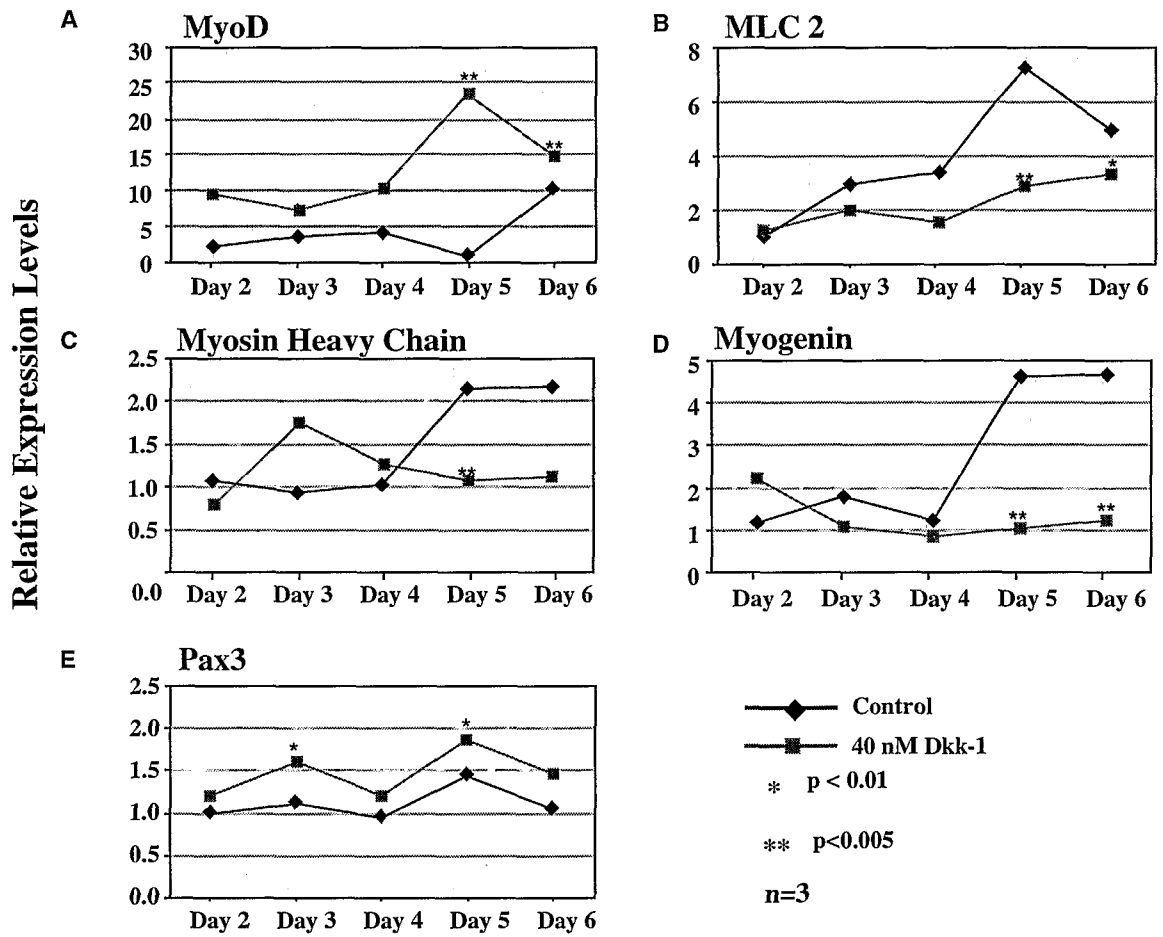 A
MyoD
30
25
20
15
10
5
0
**
**
Day 2 Day 3 Day 4 Day 5 Day 6
B
MLC 2
8
6
4
2
0
**
*
Day 2 Day 3 Day 4 Day 5 Day 6
Relative Expression Levels
C
Myosin Heavy Chain
2.5
2.0
1.5
1.0
0.5
0.0
**
Day 2 Day 3 Day 4 Day 5 Day 6
D
Myogenin
5
4
3
2
1
0
**
**
Day 2 Day 3 Day 4 Day 5 Day 6
E
Pax3
2.5
2.0
1.5
1.0
0.5
0.0
*
*
Day 2 Day 3 Day 4 Day 5 Day 6
Control
40 nM Dkk-1
* p < 0.01
** p<0.005
n=3